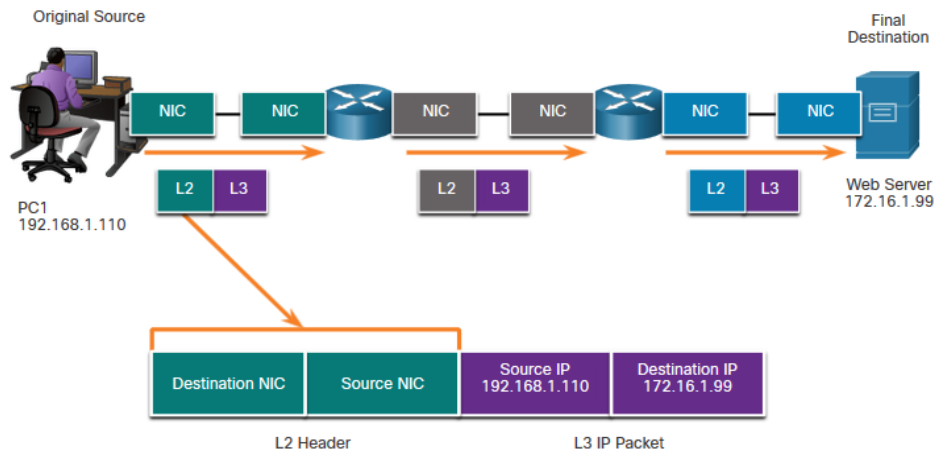 Original Source
Final
Destination
NIC
NIC
NIC
NIC
NIC
NIC
L2
L3
L2
L3
L2
L3
PC1
192.168.1.110
Web Server
172.16.1.99
Destination NIC
Source NIC
Source IP
192.168.1.110
Destination IP
172.16.1.99
L2 Header
L3 IP Packet